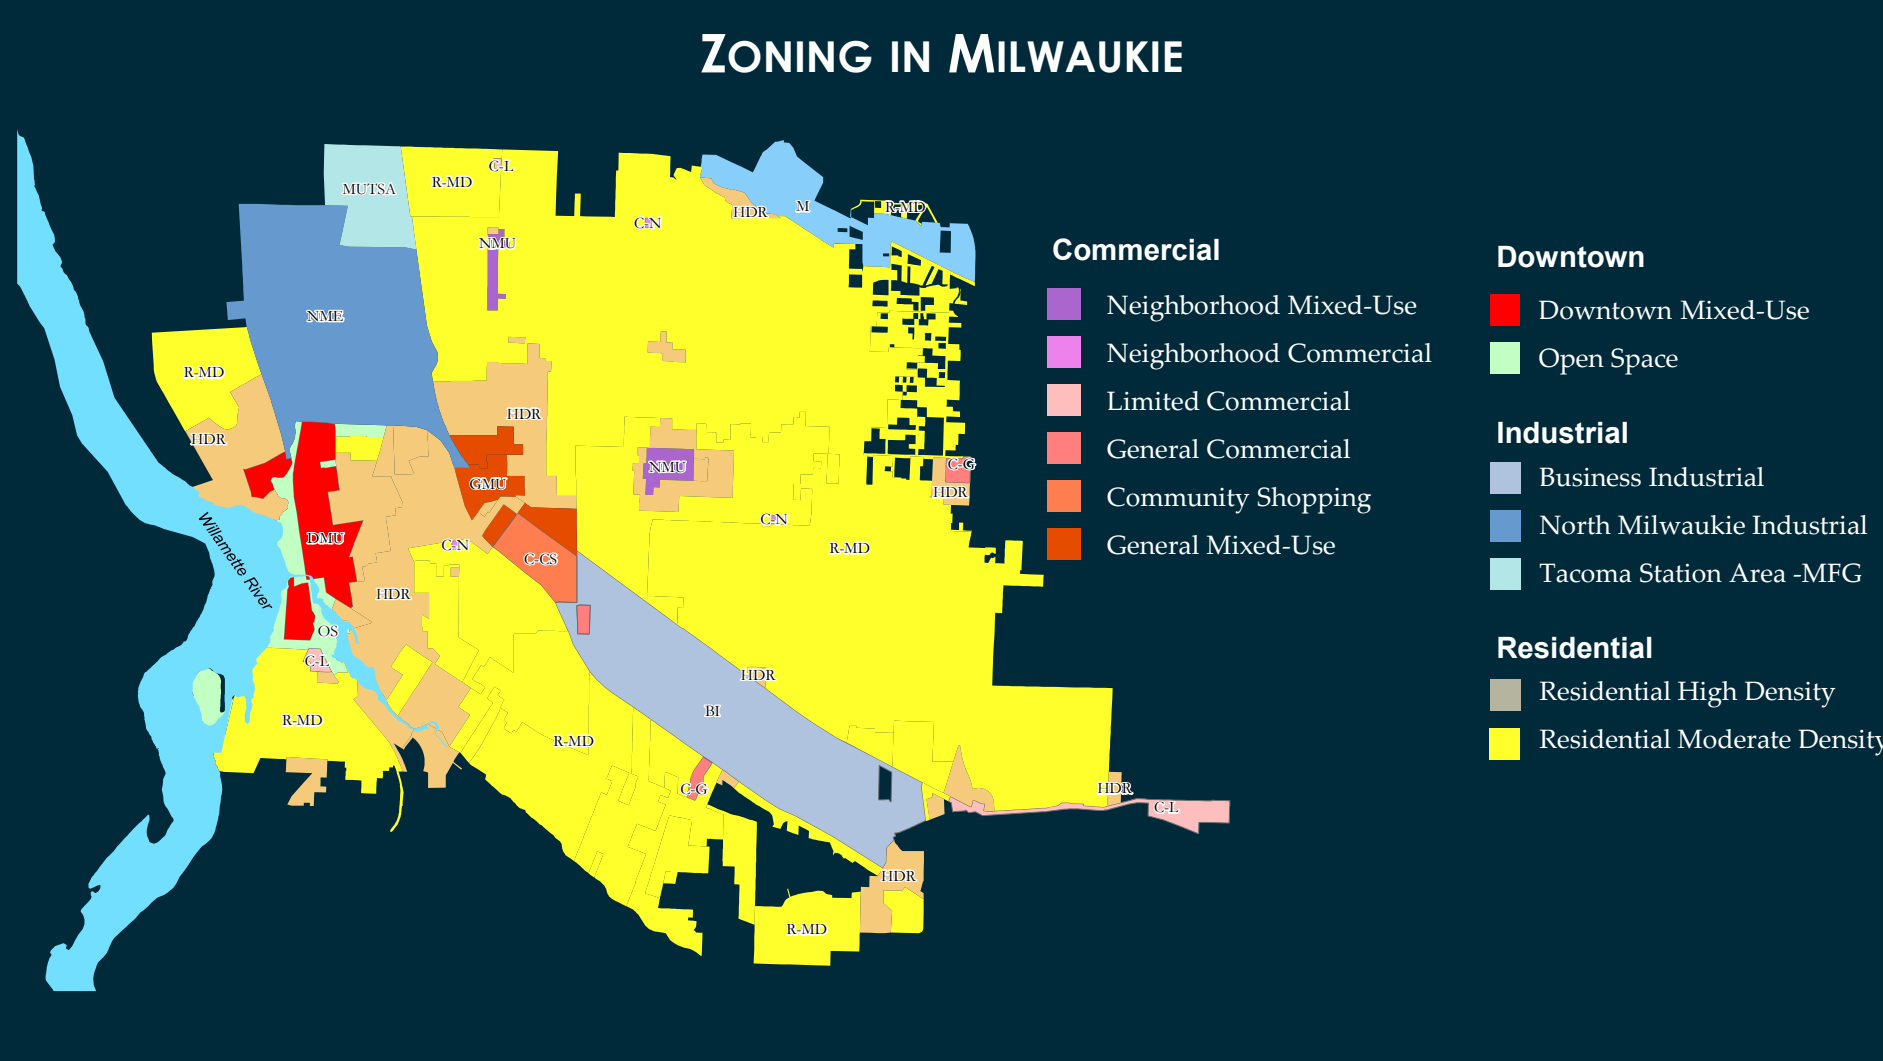 ZONING IN MILWAUKIE
C-L
MUTSA
R-MD
HDR
M
R-MD
C-N
NMU
NME
R-MD
HDR
HDR
NMU
GMU
C-G
HDR
C-N
DMU
C-N
C-CS
R-MD
Willamette River
HDR
OS
C-L
HDR
BI
R-MD
R-MD
C-G
HDR
C-L
HDR
R-MD
Commercial
Neighborhood Mixed-Use
Neighborhood Commercial
Limited Commercial
General Commercial
Community Shopping
General Mixed-Use
Downtown
Downtown Mixed-Use
Open Space
Industrial
Business Industrial
North Milwaukie Industrial
Tacoma Station Area -MFG
Residential
Residential High Density
Residential Moderate Density